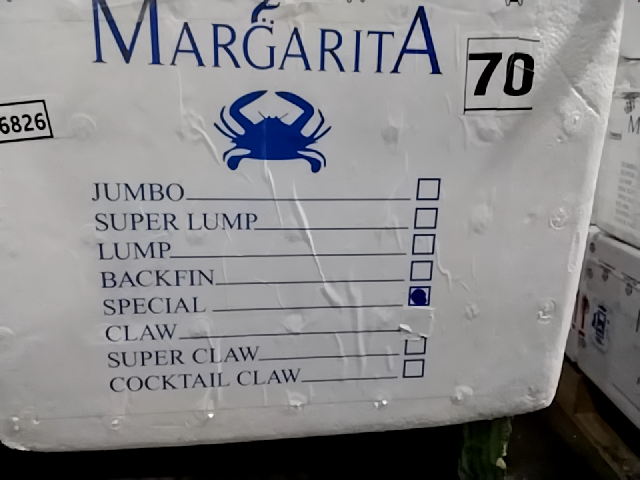 MARGARITA
70
6826
JUMBO
SUPER LUMP
LUMP
BACKFIN
SPECIAL
CLAW
SUPER CLAW
COCKTAIL CLAW